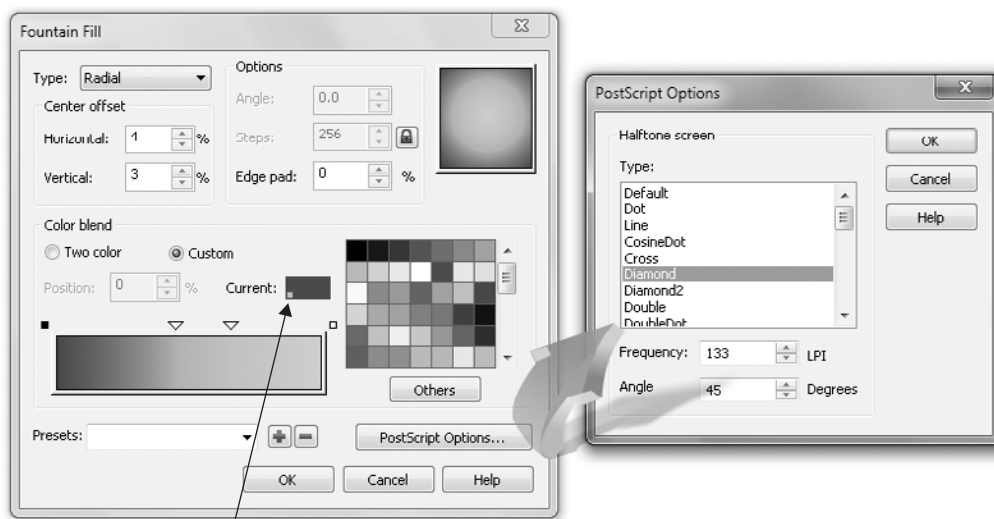 Fountain Fill
Type: Radial
Options
Angle: 0.0
Steps: 256
Edge pad: 0 %
Center offset
Horizontal: 1 %
Vertical: 3 %
Color blend
Two color
Custom
Position: 0 %
Current:
Others
Presets:
PostScript Options...
OK
Cancel
Help
PostScript Options
Halftone screen
Type:
Default
Dot
Line
CosineDot
Cross
Diamond
Diamond2
Double
DoubleDot
Frequency: 133 LPI
Angle 45 Degrees
OK
Cancel
Help